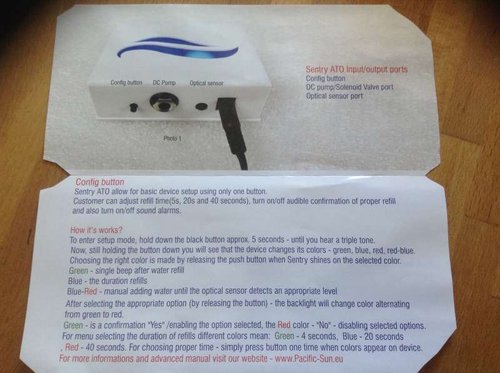 Sentry ATO Input/output ports
Config button
DC pump/Solenoid Valve port
Optical sensor port
Config button DC Pump Optical sensor
Photo 1
Config button
Sentry ATO allow for basic device setup using only one button.
Customer can adjust refill time(5s, 20s and 40 seconds), turn on/off audible confirmation of proper refill
and also turn on/off sound alarms.
How it's works?
To enter setup mode, hold down the black button approx. 5 seconds - until you hear a triple tone.
Now, still holding the button down you will see that the device changes its colors - green, blue, red, red-blue.
Choosing the right color is made by releasing the push button when Sentry shines on the selected color.
Green - single beep after water refill
Blue - the duration refills
Blue-Red - manual adding water until the optical sensor detects an appropriate level
After selecting the appropriate option (by releasing the button) - the backlight will change color alternating
from green to red.
Green - is a confirmation "Yes" /enabling the option selected, the Red color - "No" - disabling selected options.
For menu selecting the duration of refills different colors mean: Green - 4 seconds, Blue - 20 seconds
, Red - 40 seconds. For choosing proper time - simply press button one time when colors appear on device.
For more informations and advanced manual visit our website - www.Pacific-Sun.eu